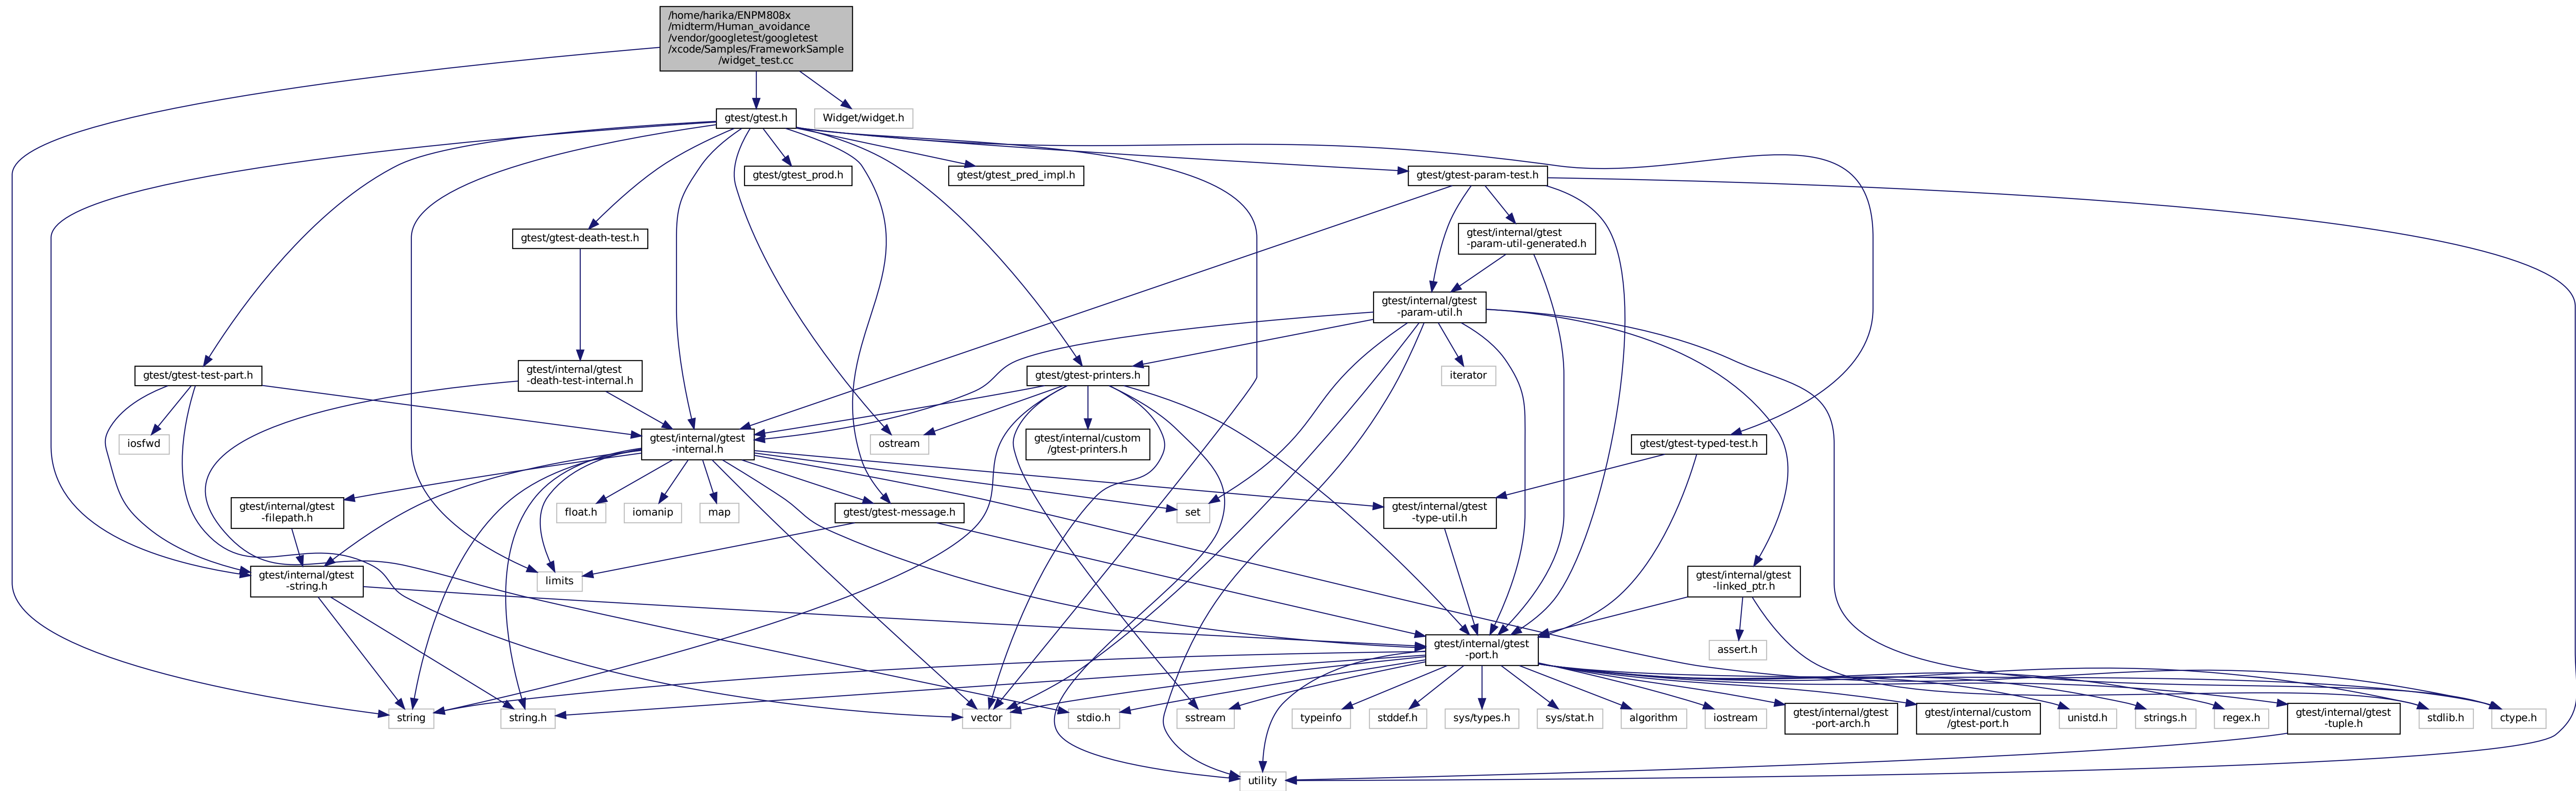 /home/harika/ENPM808x
/midterm/Human_avoidance
/vendor/googletest/googletest
/xcode/Samples/FrameworkSample
/widget_test.cc
gtest/gtest.h
Widget/widget.h
gtest/gtest_prod.h
gtest/gtest_pred_impl.h
gtest/gtest-param-test.h
gtest/gtest-death-test.h
gtest/internal/gtest
-param-util-generated.h
gtest/internal/gtest
-param-util.h
gtest/gtest-test-part.h
gtest/internal/gtest
-death-test-internal.h
gtest/gtest-printers.h
iterator
iosfwd
gtest/internal/gtest
-internal.h
ostream
gtest/internal/custom
/gtest-printers.h
gtest/gtest-typed-test.h
gtest/internal/gtest
-filepath.h
float.h
iomanip
map
gtest/gtest-message.h
set
gtest/internal/gtest
-type-util.h
gtest/internal/gtest
-string.h
limits
gtest/internal/gtest
-linked_ptr.h
gtest/internal/gtest
-port.h
assert.h
string
string.h
vector
stdio.h
sstream
typeinfo
stddef.h
sys/types.h
sys/stat.h
algorithm
iostream
gtest/internal/gtest
-port-arch.h
gtest/internal/custom
/gtest-port.h
unistd.h
strings.h
regex.h
gtest/internal/gtest
-tuple.h
stdlib.h
ctype.h
utility